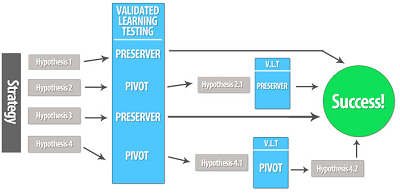 Strategy
Hypothesis 1
Hypothesis 2
Hypothesis 3
Hypothesis 4
VALIDATED
LEARNING
TESTING
PRESERVER
PIVOT
PRESERVER
PIVOT
Hypothesis 2.1
V.L.T
PRESERVER
Hypothesis 4.1
V.L.T
PIVOT
Hypothesis 4.2
Success!